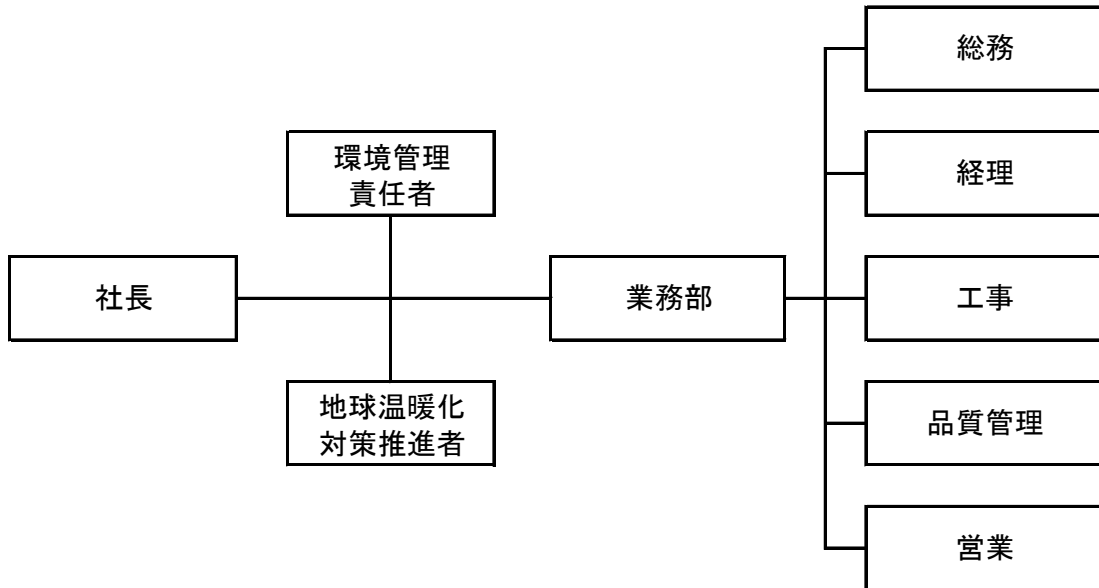 総務
環境管理
責任者
経理
社長
業務部
工事
地球温暖化
対策推進者
品質管理
営業